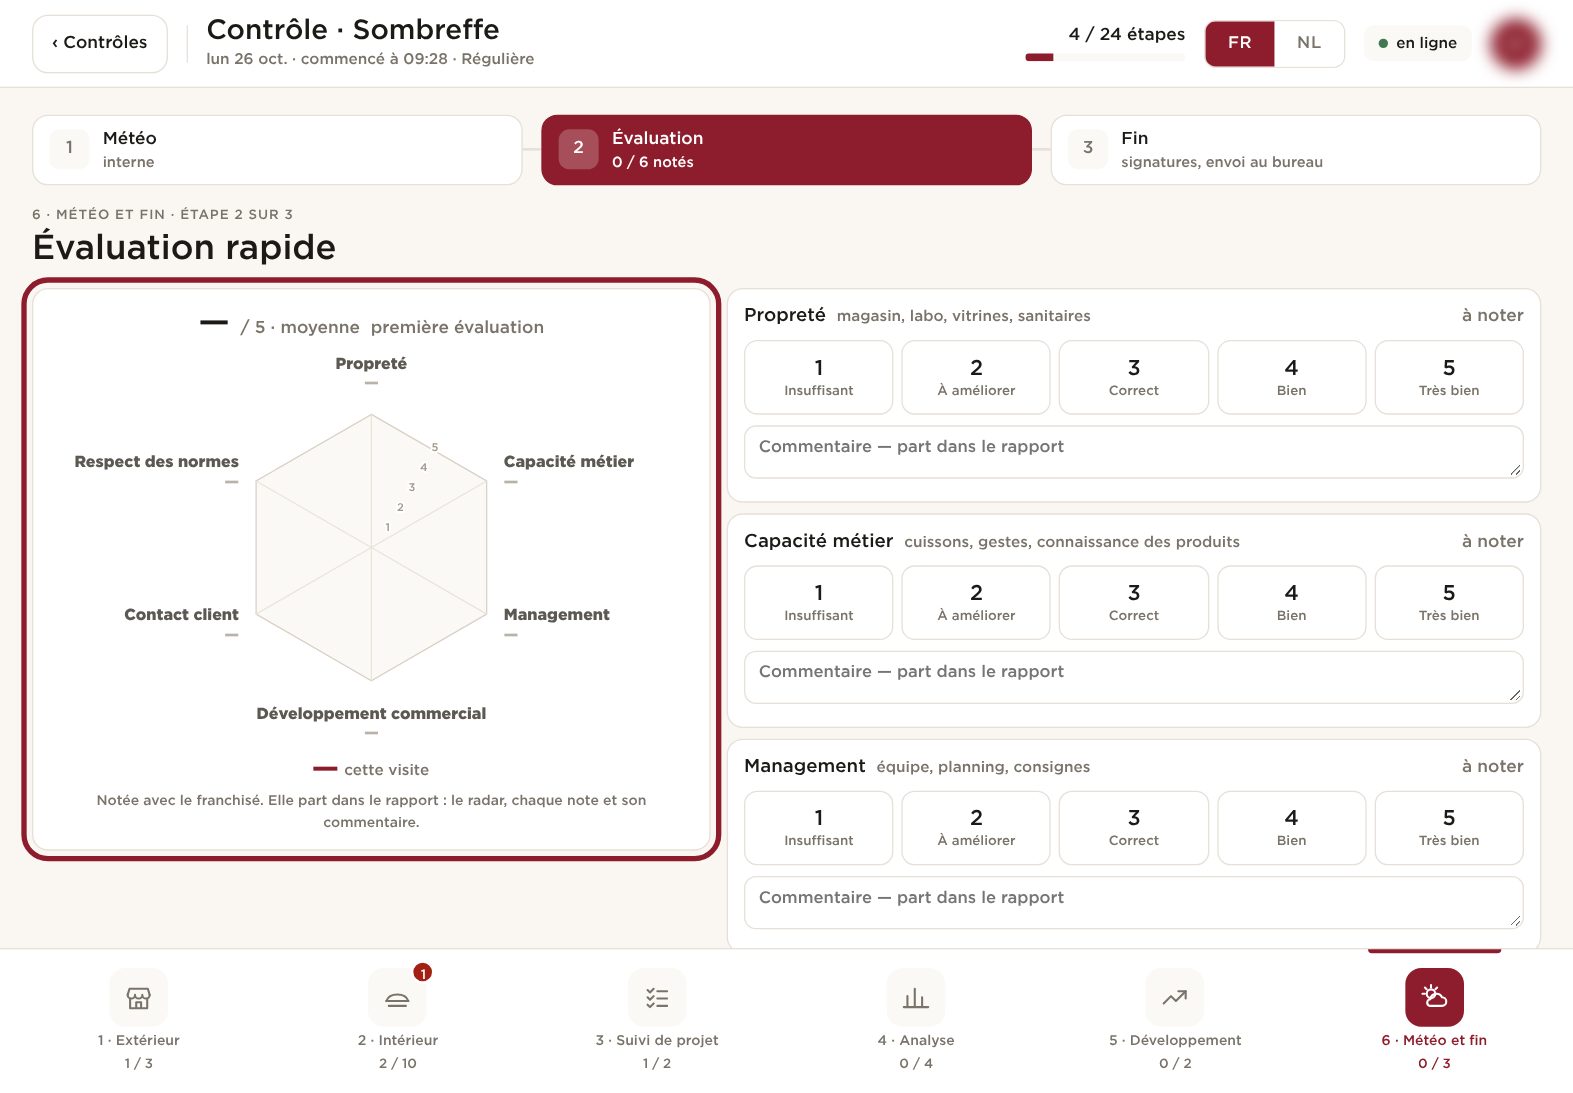 ‹ Contrôles
Contrôle · Sombreffe
lun 26 oct. · commencé à 09:28 · Régulière
4 / 24 étapes
FR
NL
en ligne
1
Météo
interne
2
Évaluation
0 / 6 notés
3
Fin
signatures, envoi au bureau
6 · MÉTÉO ET FIN · ÉTAPE 2 SUR 3
Évaluation rapide
— / 5 · moyenne première évaluation
Propreté
—
Respect des normes
—
Capacité métier
—
5
4
3
2
1
Contact client
—
Management
—
Développement commercial
—
cette visite
Notée avec le franchisé. Elle part dans le rapport : le radar, chaque note et son
commentaire.
Propreté magasin, labo, vitrines, sanitaires à noter
1 2 3 4 5
Insuffisant À améliorer Correct Bien Très bien
Commentaire — part dans le rapport
Capacité métier cuissons, gestes, connaissance des produits à noter
1 2 3 4 5
Insuffisant À améliorer Correct Bien Très bien
Commentaire — part dans le rapport
Management équipe, planning, consignes à noter
1 2 3 4 5
Insuffisant À améliorer Correct Bien Très bien
Commentaire — part dans le rapport
1 · Extérieur
1 / 3
1
2 · Intérieur
2 / 10
3 · Suivi de projet
1 / 2
4 · Analyse
0 / 4
5 · Développement
0 / 2
6 · Météo et fin
0 / 3